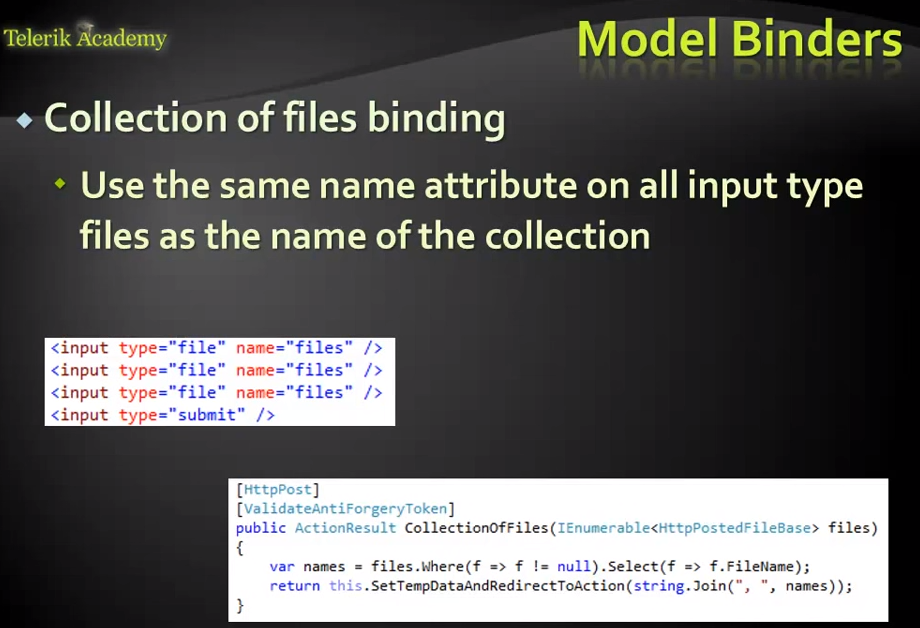 Telerik Academy
Model Binders
Collection of files binding
Use the same name attribute on all input type
files as the name of the collection
<input type="file" name="files" />
<input type="file" name="files" />
<input type="file" name="files" />
<input type="submit" />
[HttpPost]
[ValidateAntiForgeryToken]
public ActionResult CollectionOfFiles(IEnumerable<HttpPostedFileBase> files)
{
    var names = files.Where(f => f != null).Select(f => f.FileName);
    return this.SetTempDataAndRedirectToAction(string.Join(", ", names));
}